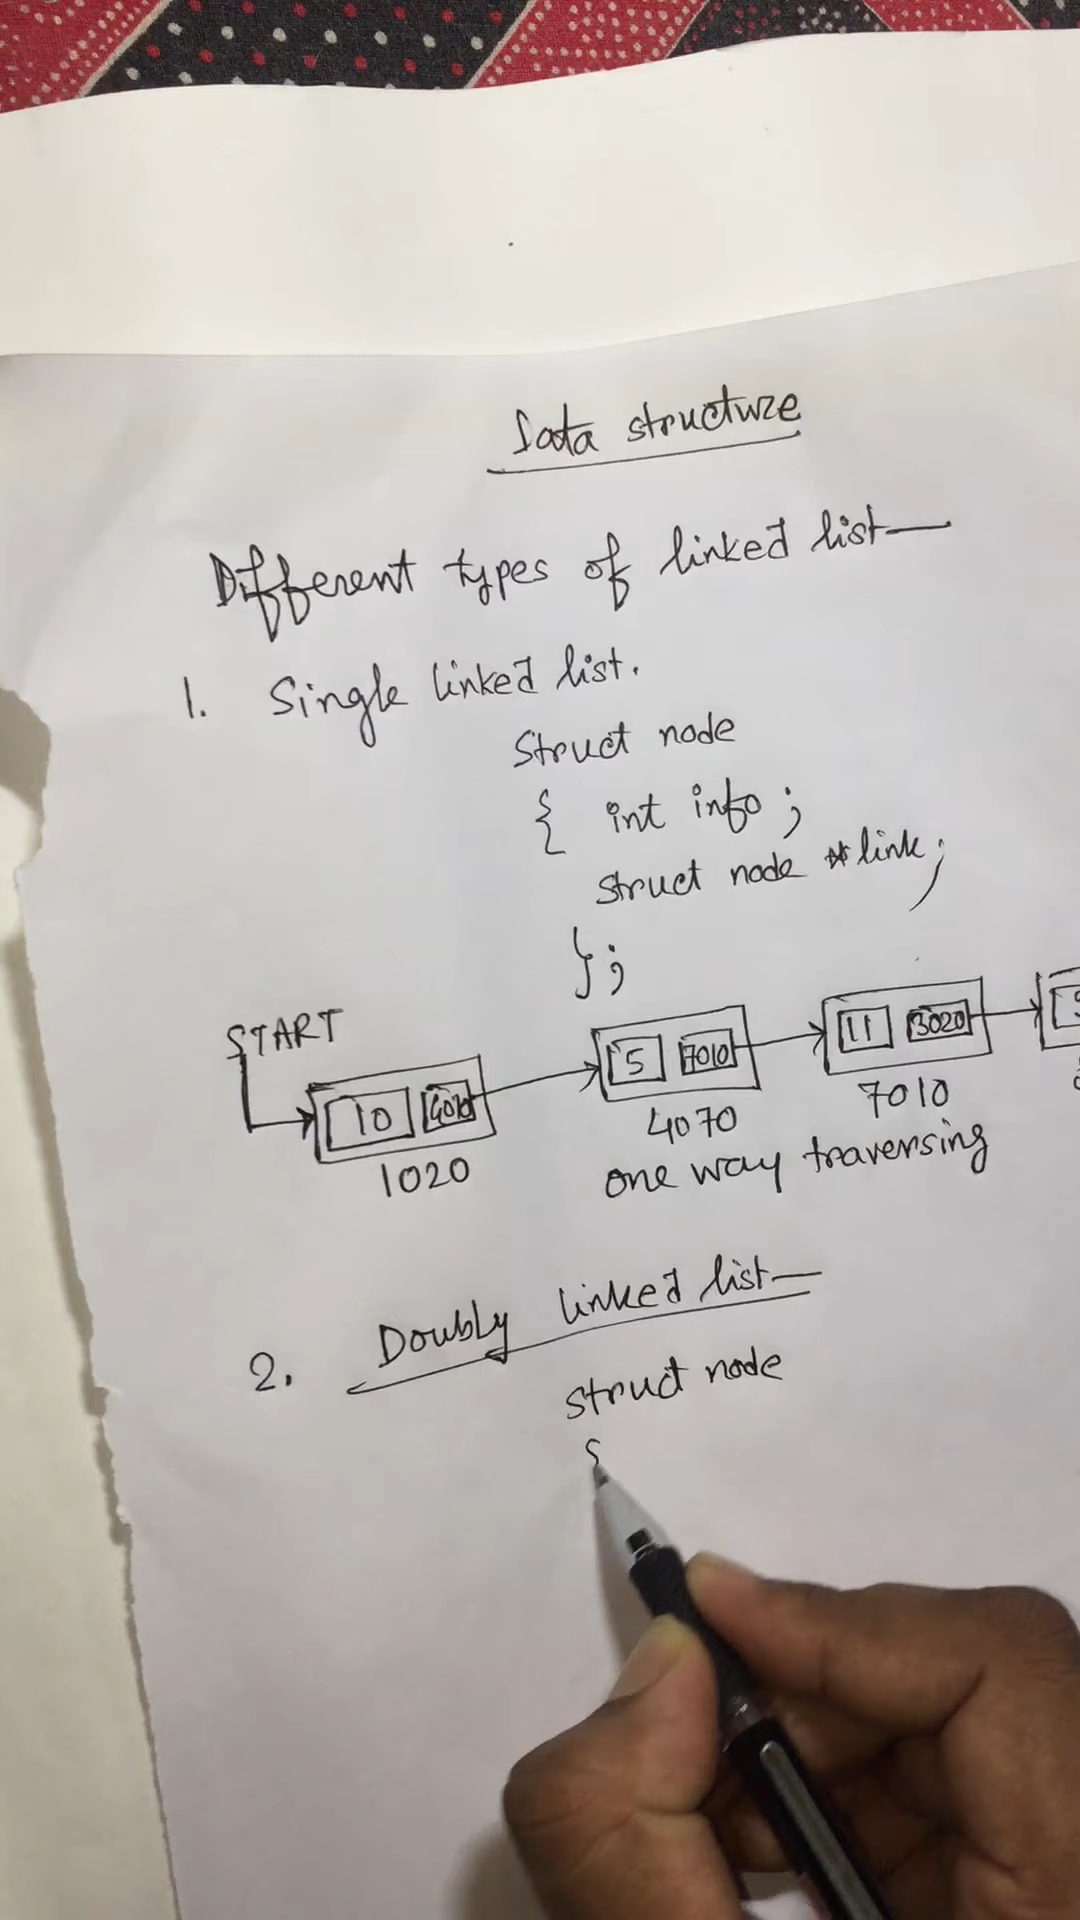 Data structure
Different types of linked list—
1. Single linked list.
struct node
{ int info ;
struct node *link;
} ;
START
10 4070 5 7010 11 3020
1020 4070 7010
one way traversing
2. Doubly linked list—
struct node